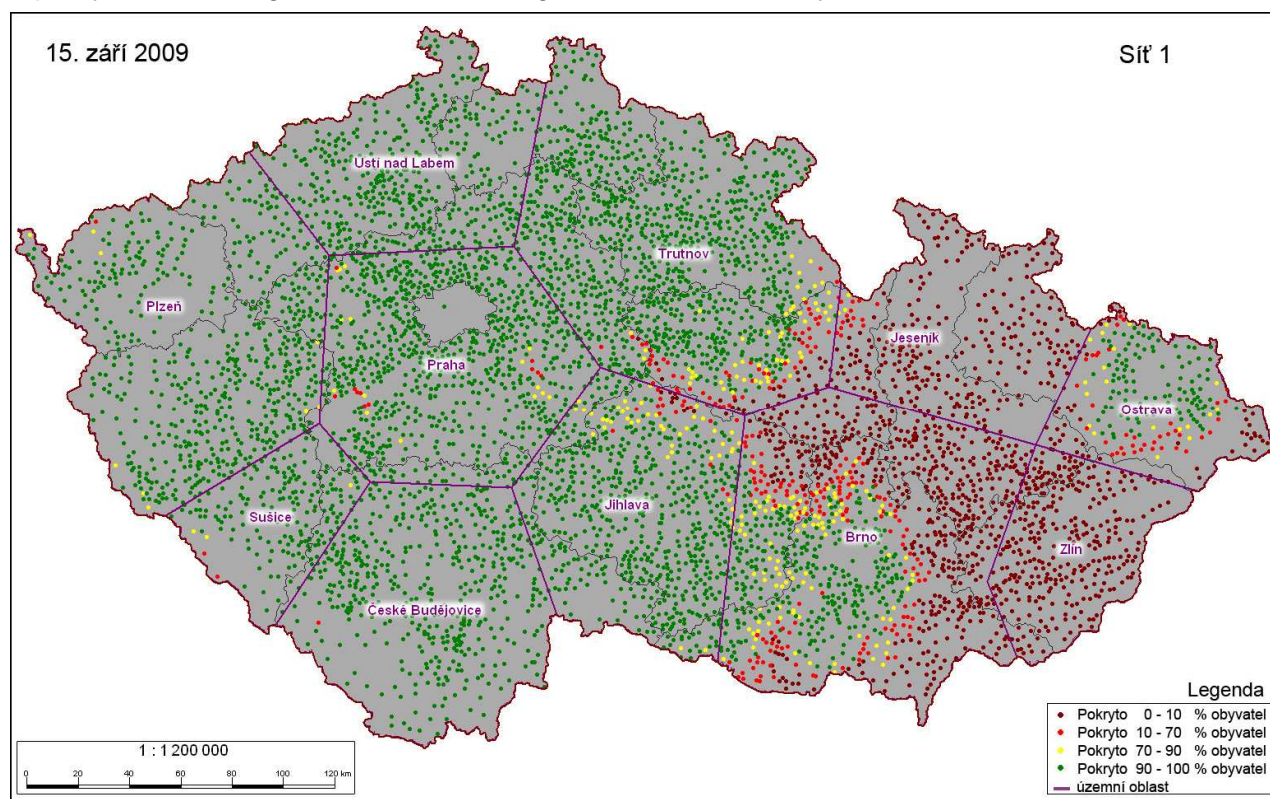 15. září 2009
Síť 1
Ustí nad Labem
Trutnov
Plzeň
Jeseník
Praha
Ostrava
Sušice
Jihlava
Brno
Zlín
České Budějovice
Legenda
Pokryto 0 - 10 % obyvatel
Pokryto 10 - 70 % obyvatel
Pokryto 70 - 90 % obyvatel
Pokryto 90 - 100 % obyvatel
územní oblast
1 : 1 200 000
0 20 40 60 80 100 120 km